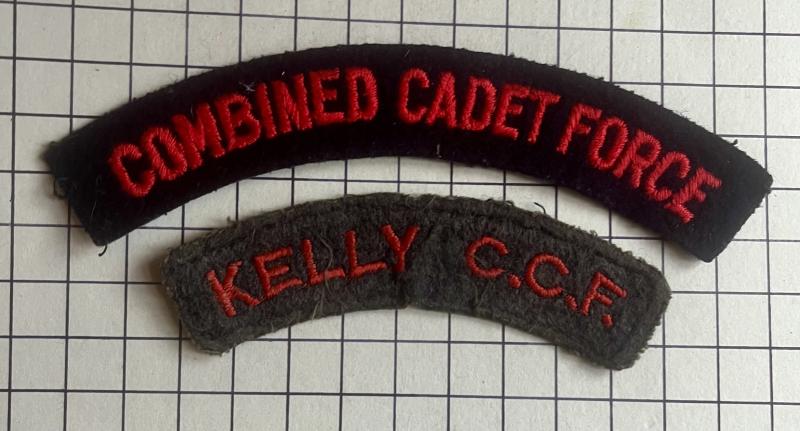 COMBINED CADET FORCE
KELLY C.C.F.